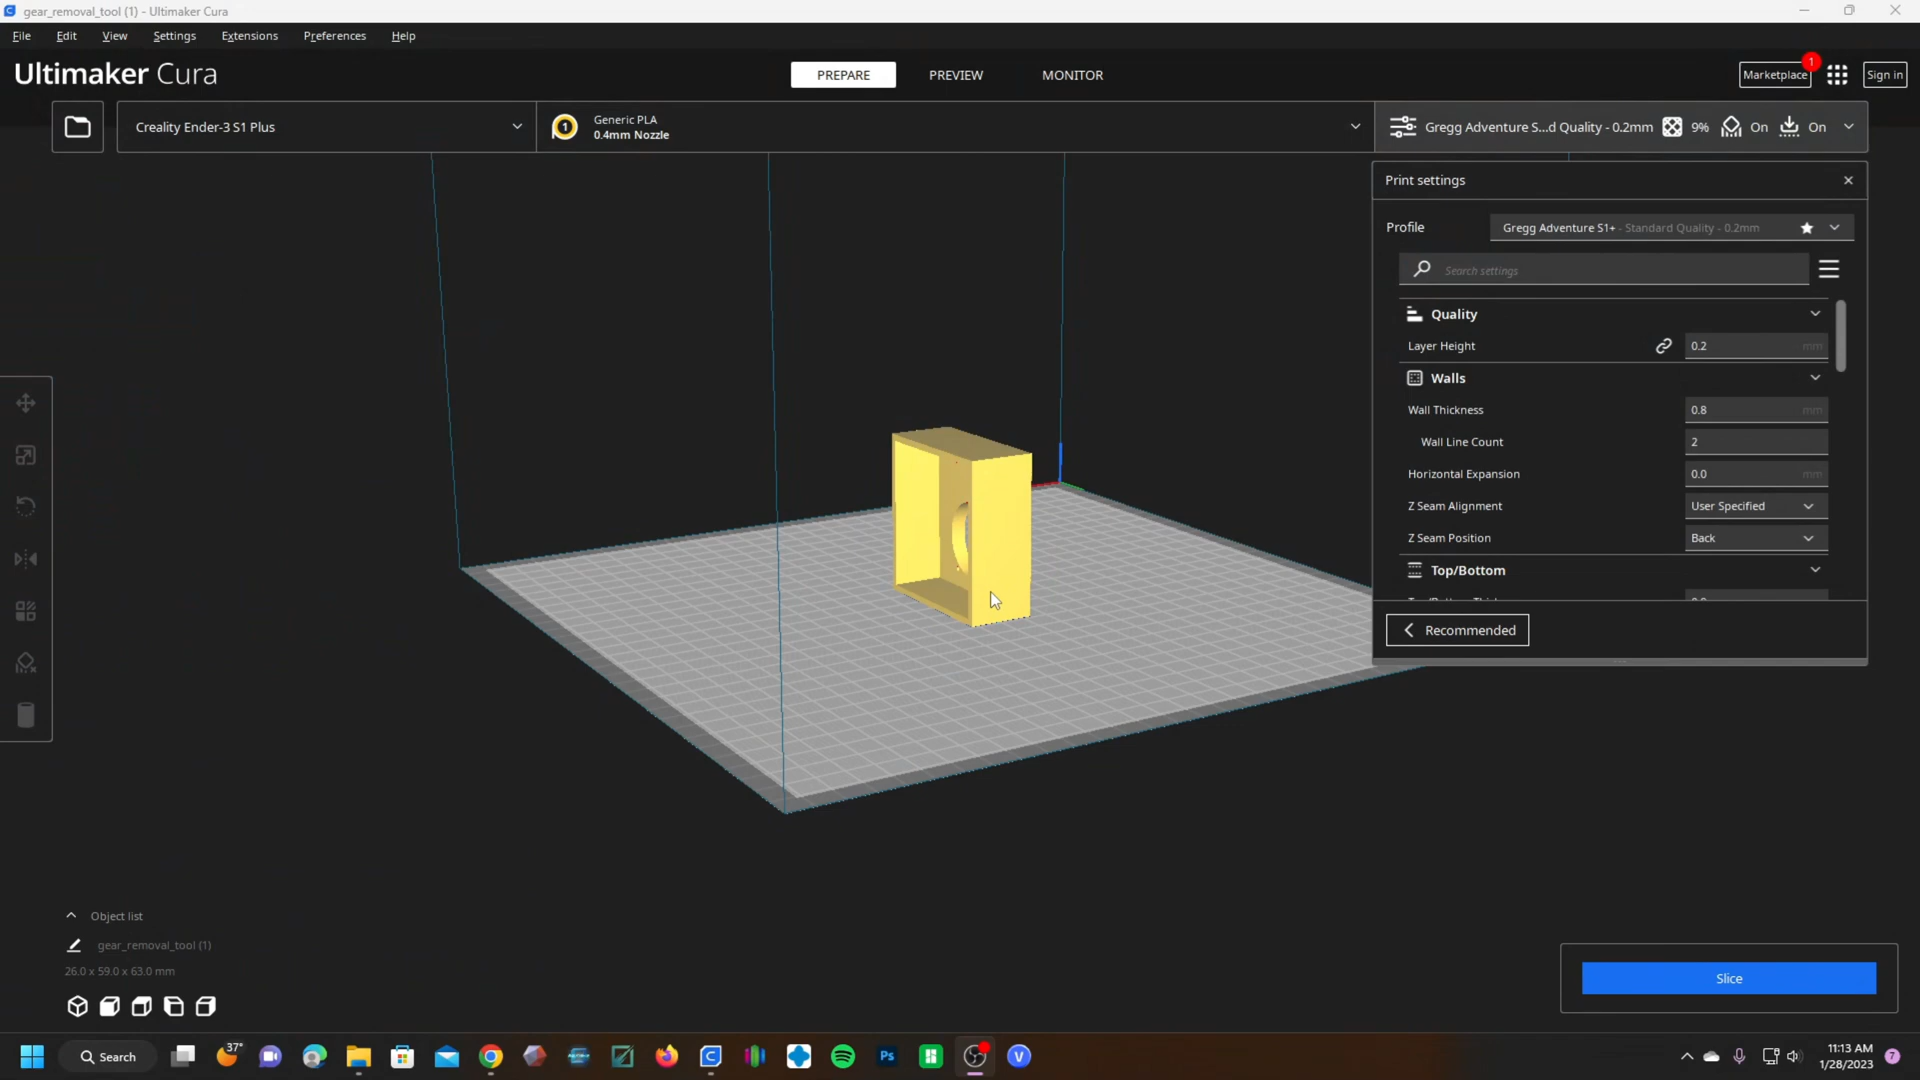 gear_removal_tool (1) - Ultimaker Cura
File Edit View Settings Extensions Preferences Help
Ultimaker Cura
PREPARE PREVIEW MONITOR
Marketplace 1
Sign in
Creality Ender-3 S1 Plus
1 Generic PLA
0.4mm Nozzle
Gregg Adventure S...d Quality - 0.2mm 9% On On
Print settings
Profile Gregg Adventure S1+ - Standard Quality - 0.2mm
Search settings
Quality
Layer Height 0.2 mm
Walls
Wall Thickness 0.8 mm
Wall Line Count 2
Horizontal Expansion 0.0 mm
Z Seam Alignment User Specified
Z Seam Position Back
Top/Bottom
Recommended
Object list
gear_removal_tool (1)
26.0 x 59.0 x 63.0 mm
Slice
Search
37°
Ps
V
11:13 AM
1/28/2023
7